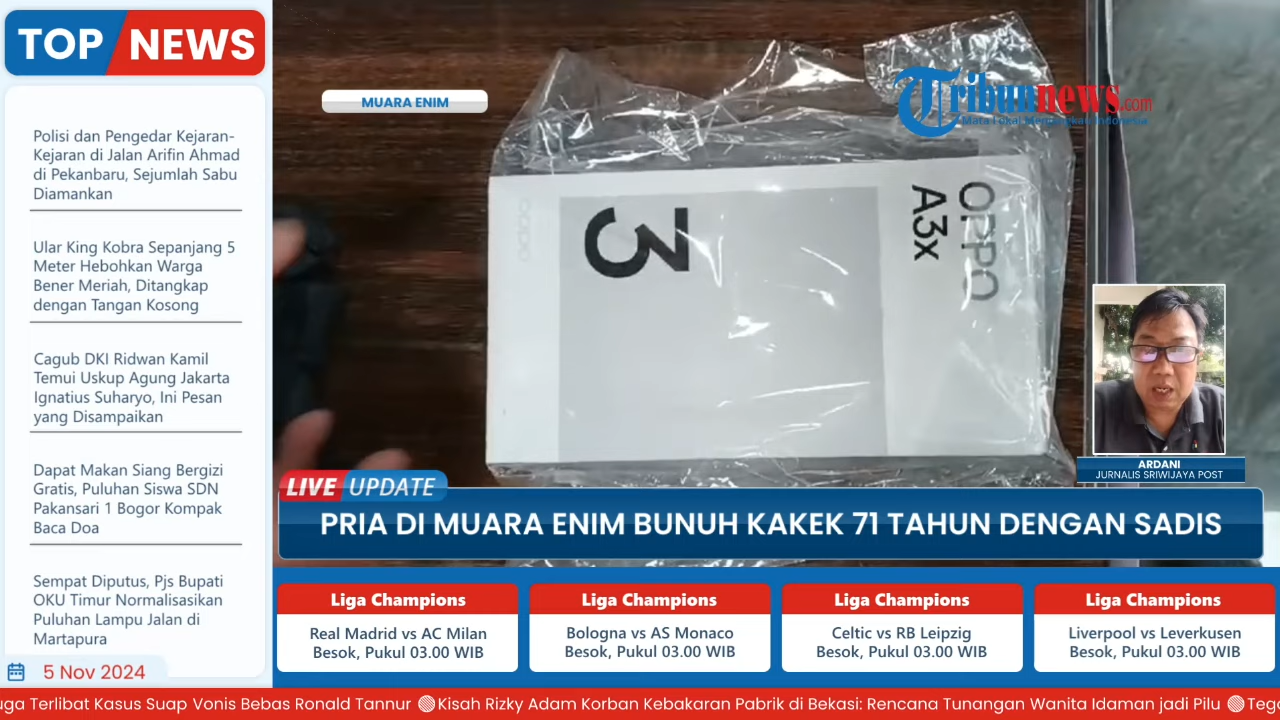 TOP NEWS
Polisi dan Pengedar Kejaran-
Kejaran di Jalan Arifin Ahmad
di Pekanbaru, Sejumlah Sabu
Diamankan
Ular King Kobra Sepanjang 5
Meter Hebohkan Warga
Bener Meriah, Ditangkap
dengan Tangan Kosong
Cagub DKI Ridwan Kamil
Temui Uskup Agung Jakarta
Ignatius Suharyo, Ini Pesan
yang Disampaikan
Dapat Makan Siang Bergizi
Gratis, Puluhan Siswa SDN
Pakansari 1 Bogor Kompak
Baca Doa
Sempat Diputus, Pjs Bupati
OKU Timur Normalisasikan
Puluhan Lampu Jalan di
Martapura
5 Nov 2024
MUARA ENIM
Tribunnews.com
Mata Lokal Menjangkau Indonesia
3
OPPO
A3x
oppo
ARDANI
JURNALIS SRIWIJAYA POST
LIVE UPDATE
PRIA DI MUARA ENIM BUNUH KAKEK 71 TAHUN DENGAN SADIS
Liga Champions
Real Madrid vs AC Milan
Besok, Pukul 03.00 WIB
Liga Champions
Bologna vs AS Monaco
Besok, Pukul 03.00 WIB
Liga Champions
Celtic vs RB Leipzig
Besok, Pukul 03.00 WIB
Liga Champions
Liverpool vs Leverkusen
Besok, Pukul 03.00 WIB
uga Terlibat Kasus Suap Vonis Bebas Ronald Tannur Kisah Rizky Adam Korban Kebakaran Pabrik di Bekasi: Rencana Tunangan Wanita Idaman jadi Pilu Tega